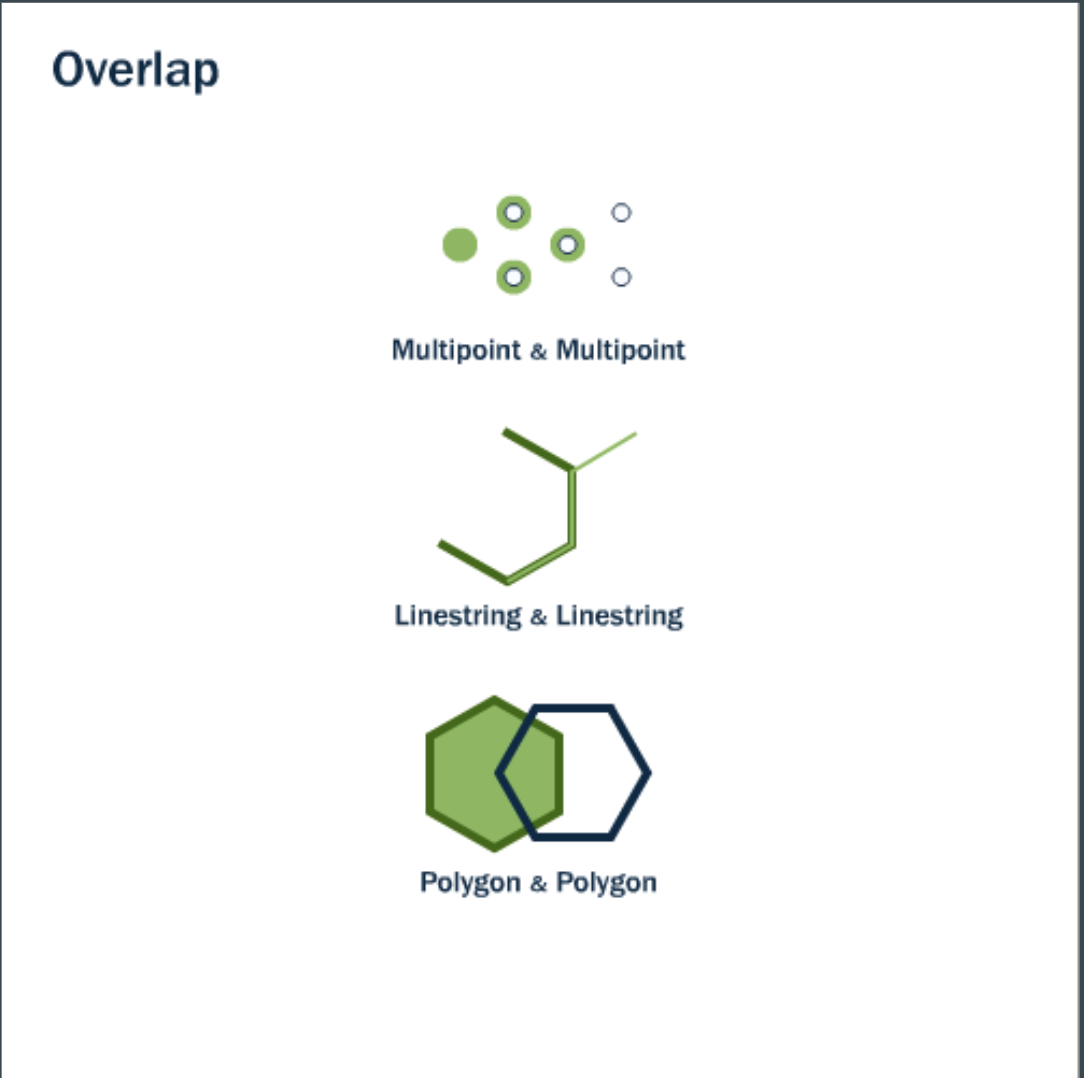 Overlap
Multipoint & Multipoint
Linestring & Linestring
Polygon & Polygon